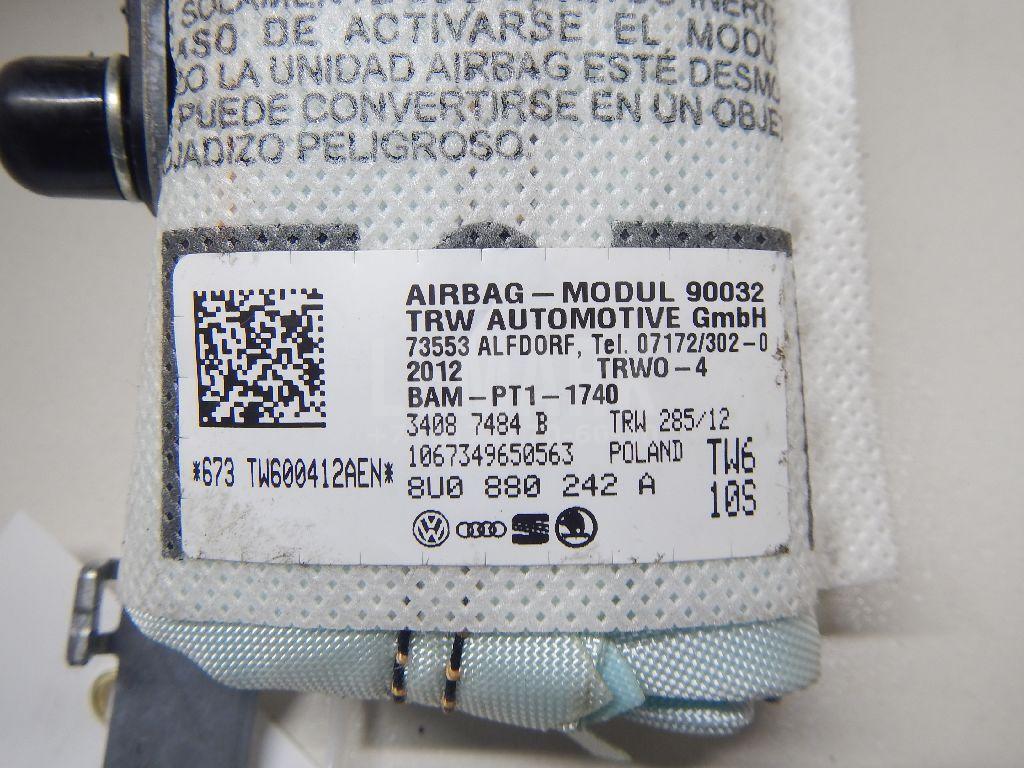 ASO DE ACTIVARSE EL MODU
DO LA UNIDAD AIRBAG ESTÉ DESMO
PUEDE CONVERTIRSE EN UN OBJE
OJADIZO PELIGROSO.
AIRBAG-MODUL 90032
TRW AUTOMOTIVE GmbH
73553 ALFDORF, Tel. 07172/302-0
2012 TRWO-4
BAM-PT1-1740
3408 7484 B TRW 285/12
1067349650563 POLAND TW6
*673 TW600412AEN*
8U0 880 242 A 10S